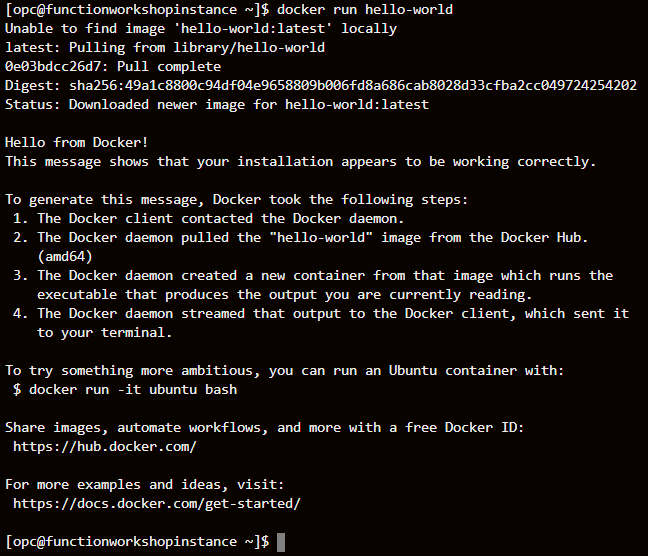 [opc@functionworkshopinstance ~]$ docker run hello-world
Unable to find image 'hello-world:latest' locally
latest: Pulling from library/hello-world
0e03bdcc26d7: Pull complete
Digest: sha256:49a1c8800c94df04e9658809b006fd8a686cab8028d33cfba2cc049724254202
Status: Downloaded newer image for hello-world:latest

Hello from Docker!
This message shows that your installation appears to be working correctly.

To generate this message, Docker took the following steps:
 1. The Docker client contacted the Docker daemon.
 2. The Docker daemon pulled the "hello-world" image from the Docker Hub.
    (amd64)
 3. The Docker daemon created a new container from that image which runs the
    executable that produces the output you are currently reading.
 4. The Docker daemon streamed that output to the Docker client, which sent it
    to your terminal.

To try something more ambitious, you can run an Ubuntu container with:
 $ docker run -it ubuntu bash

Share images, automate workflows, and more with a free Docker ID:
 https://hub.docker.com/

For more examples and ideas, visit:
 https://docs.docker.com/get-started/

[opc@functionworkshopinstance ~]$